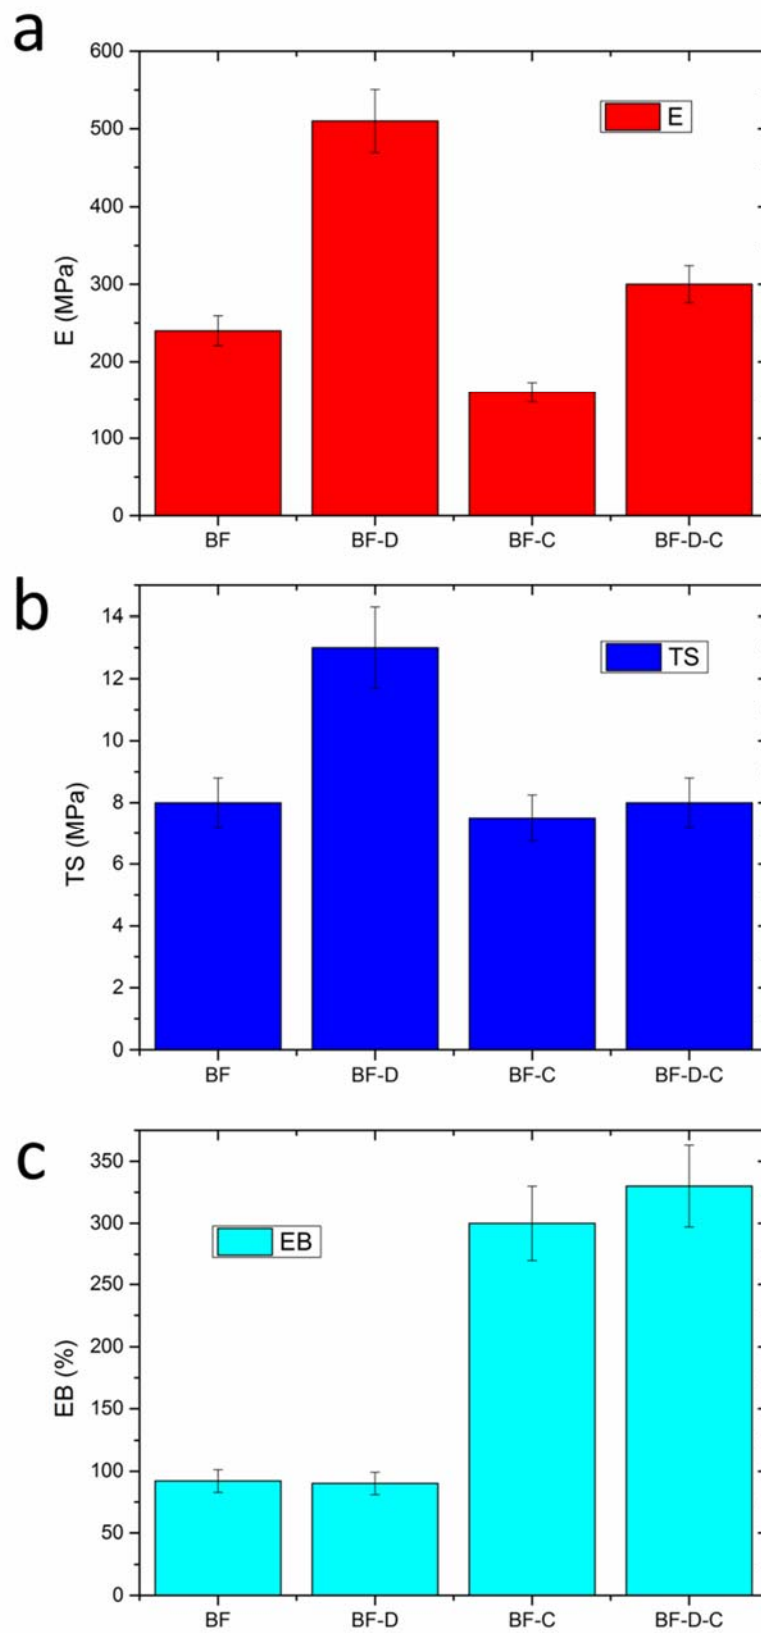 a
600
500
400
300
200
100
0
E (MPa)
E
BF BF-D BF-C BF-D-C
b
14
12
10
8
6
4
2
0
TS (MPa)
TS
BF BF-D BF-C BF-D-C
c
350
300
250
200
150
100
50
0
EB (%)
EB
BF BF-D BF-C BF-D-C